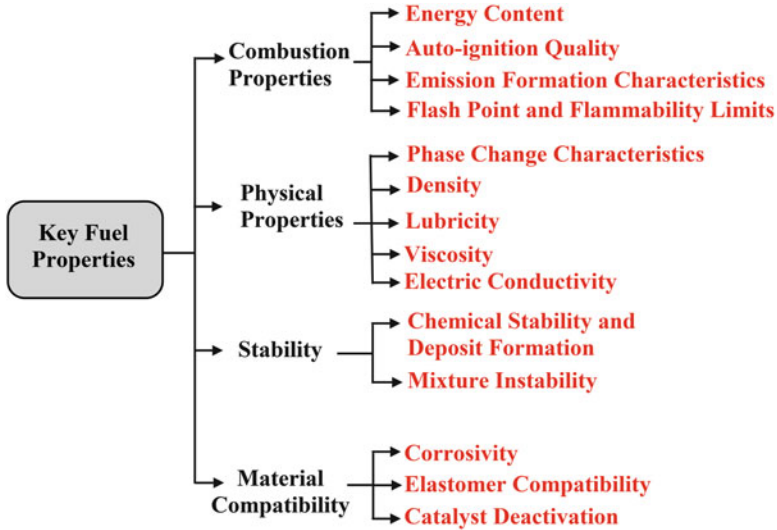 Key Fuel
Properties
Combustion
Properties
Energy Content
Auto-ignition Quality
Emission Formation Characteristics
Flash Point and Flammability Limits
Physical
Properties
Phase Change Characteristics
Density
Lubricity
Viscosity
Electric Conductivity
Stability
Chemical Stability and
Deposit Formation
Mixture Instability
Material
Compatibility
Corrosivity
Elastomer Compatibility
Catalyst Deactivation